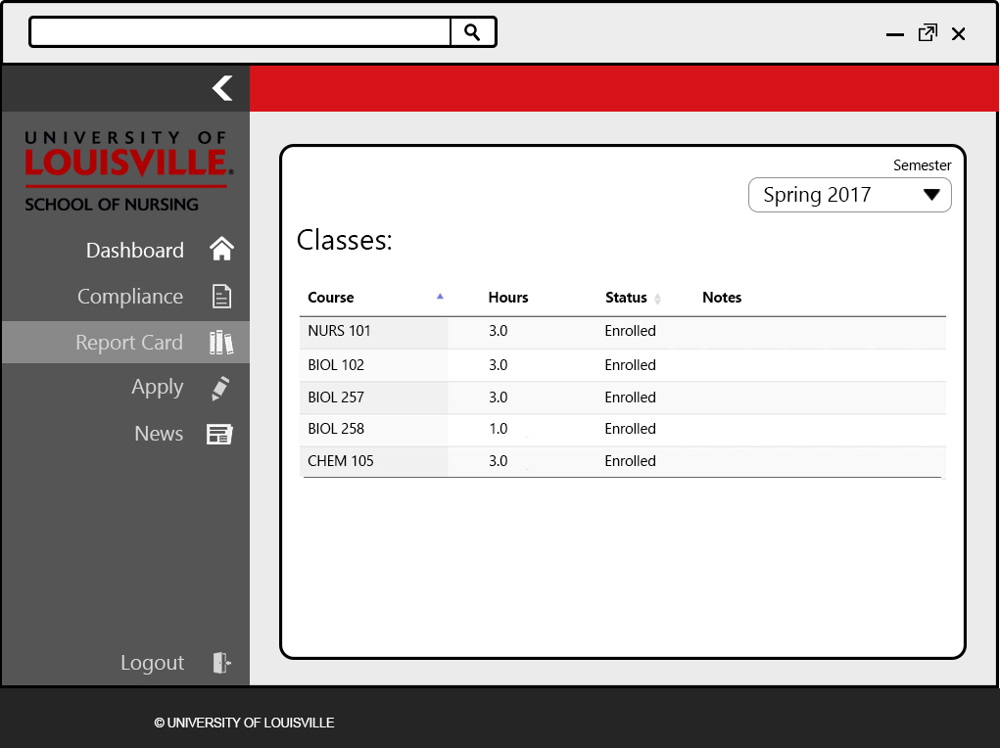 UNIVERSITY OF
LOUISVILLE.
SCHOOL OF NURSING
Dashboard
Compliance
Report Card
Apply
News
Logout
Semester
Spring 2017
Classes:
Course Hours Status Notes
NURS 101 3.0 Enrolled
BIOL 102 3.0 Enrolled
BIOL 257 3.0 Enrolled
BIOL 258 1.0 Enrolled
CHEM 105 3.0 Enrolled
© UNIVERSITY OF LOUISVILLE